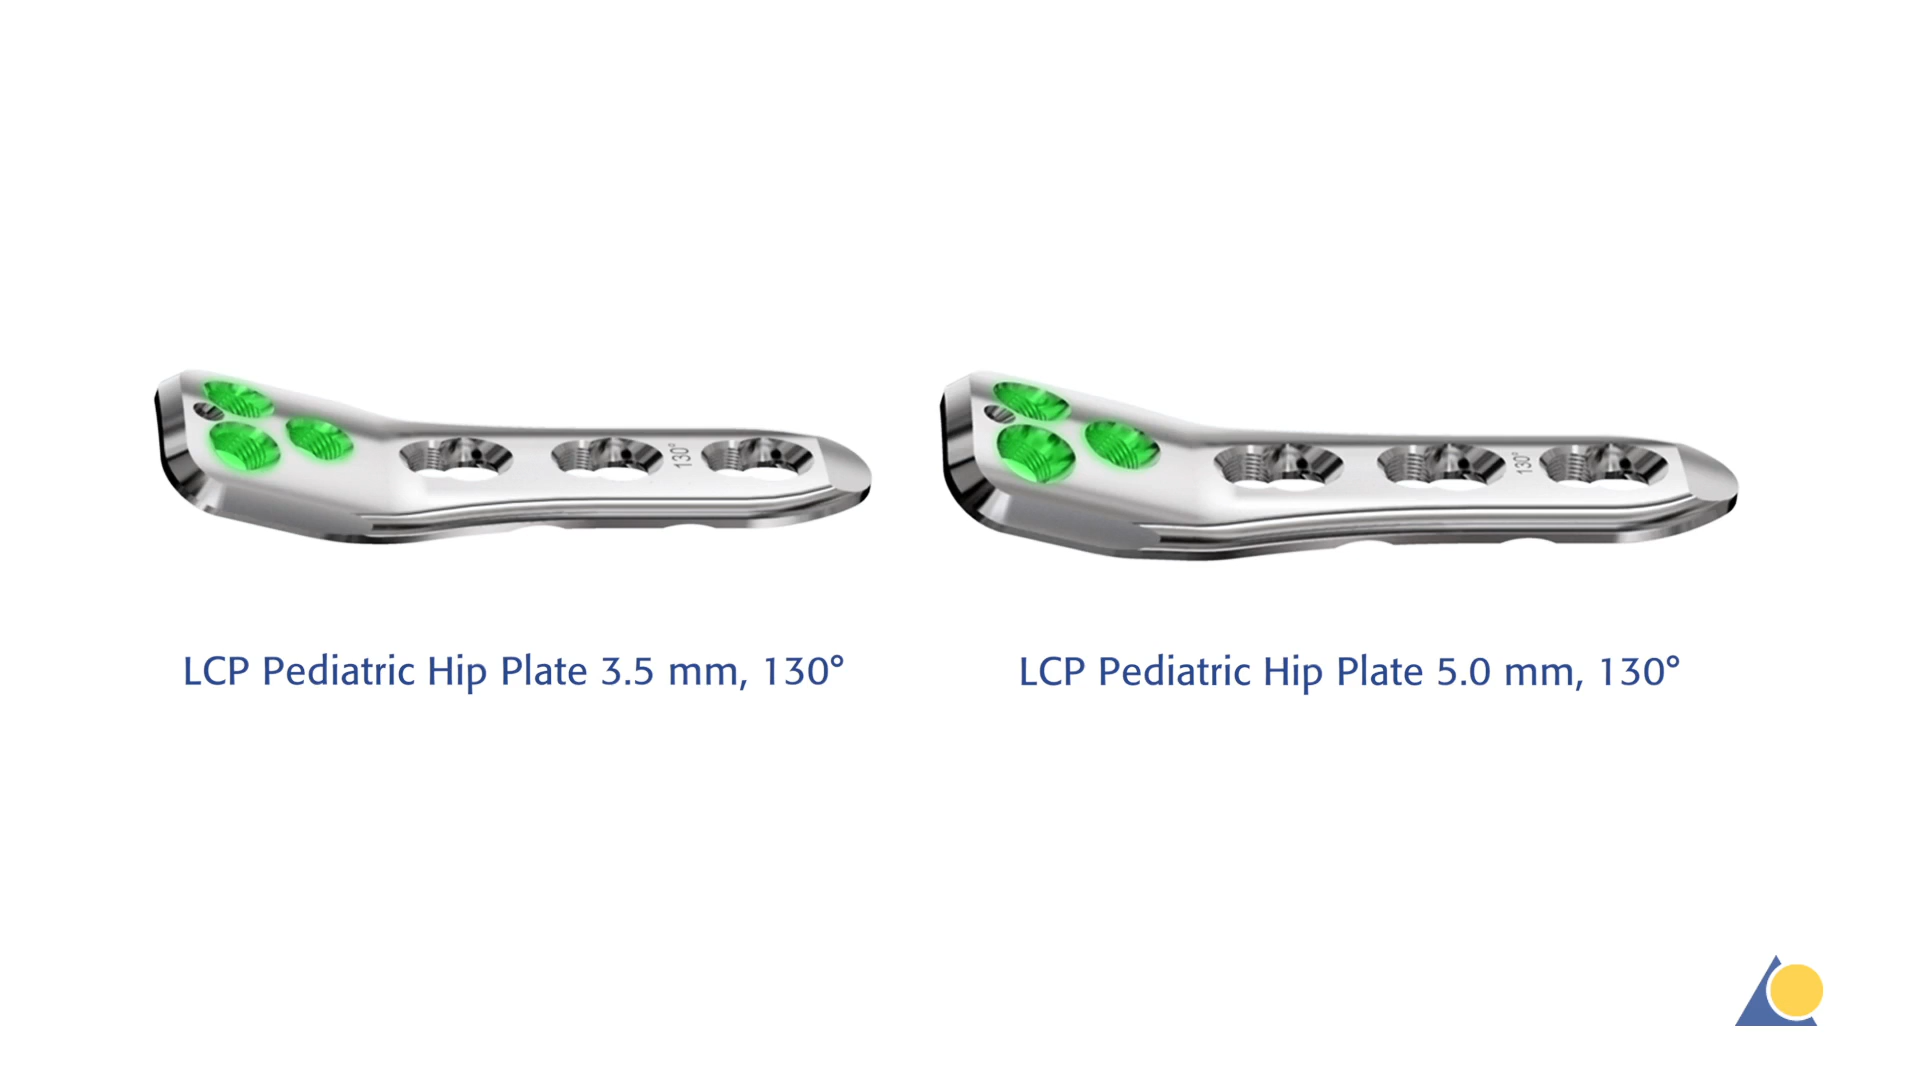 130°
130°
LCP Pediatric Hip Plate 3.5 mm, 130°
LCP Pediatric Hip Plate 5.0 mm, 130°